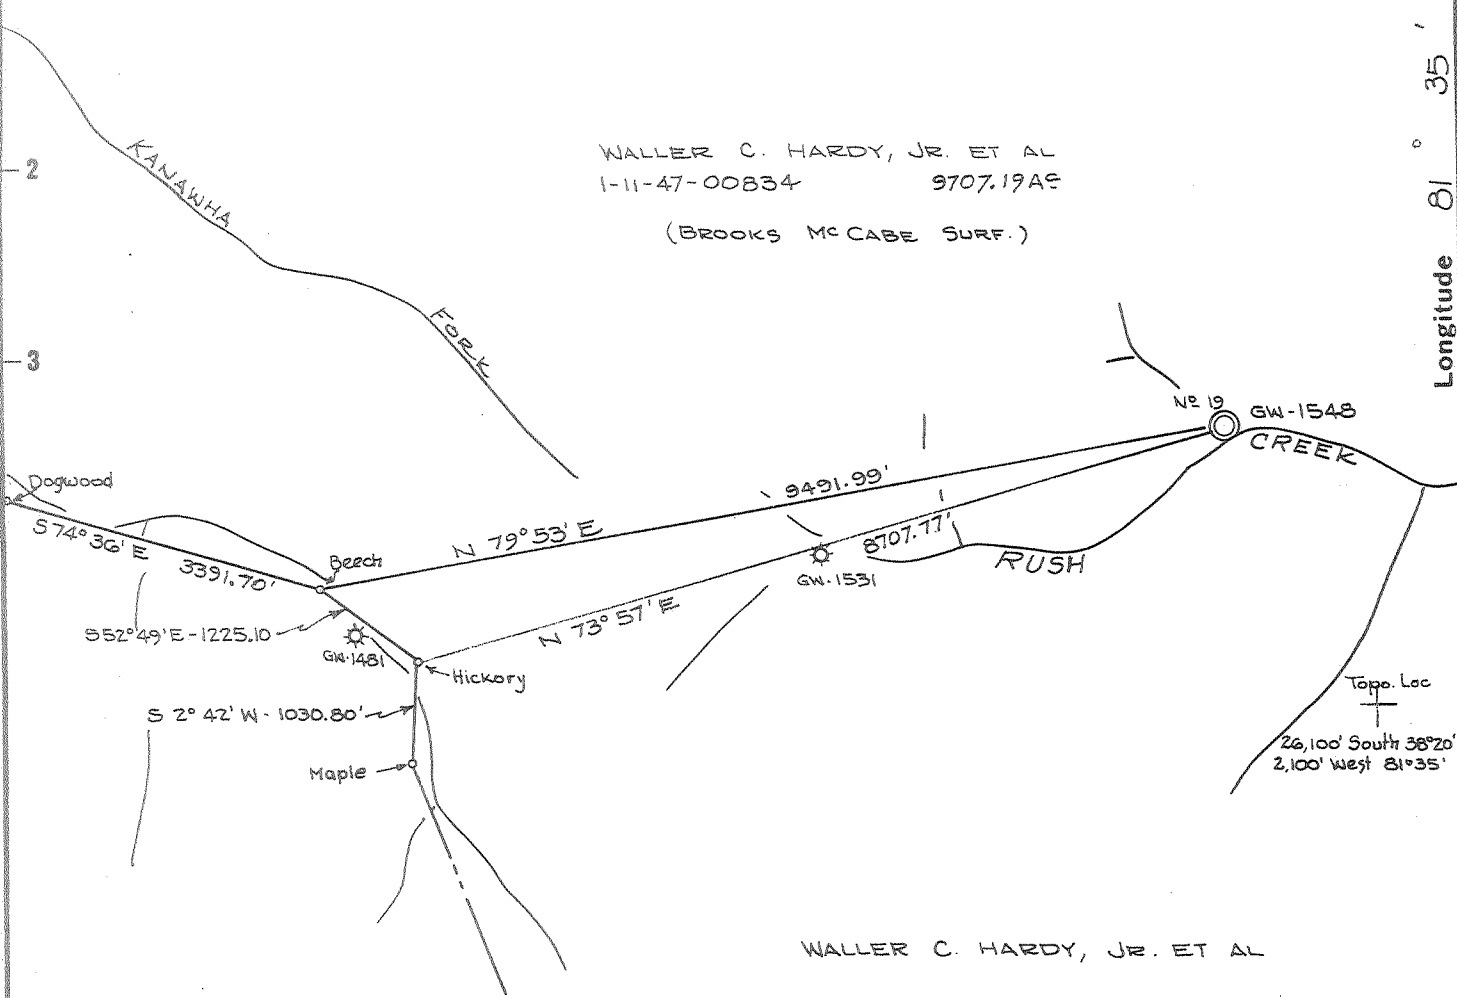 Longitude 81° 35'
2
KANAWHA
WALLER C. HARDY, JR. ET AL
1-11-47-00834 9707.19Ac
(BROOKS Mc CABE SURF.)
FORK
3
No 19
GW-1548
CREEK
Dogwood
9491.99'
S74°36'E
3391.70'
N 79°53' E
Beech
8707.77'
GW-1531
RUSH
S52°49'E-1225.10
N 73° 57' E
GW-1481
Hickory
S 2° 42' W - 1030.80'
Topo. Loc
26,100' South 38°20'
2,100' West 81°35'
Maple
WALLER C. HARDY, JR. ET AL